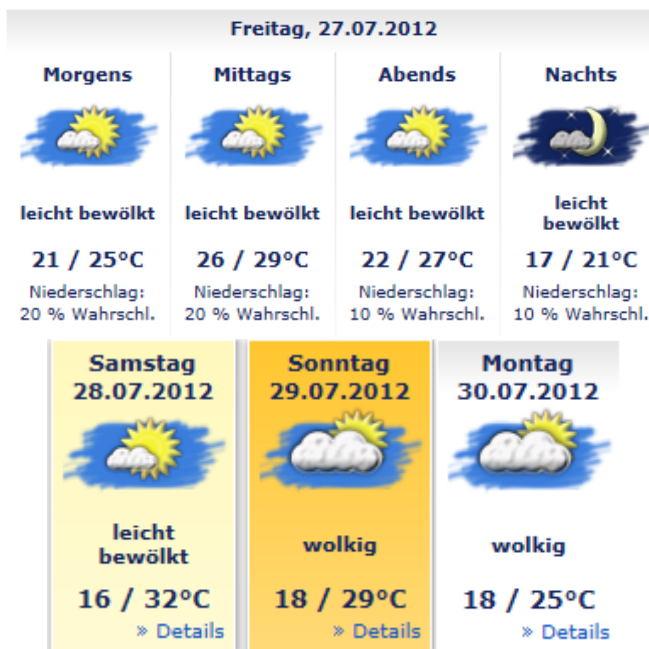 Freitag, 27.07.2012
Morgens Mittags Abends Nachts
leicht bewölkt leicht bewölkt leicht bewölkt leicht
bewölkt
21 / 25°C 26 / 29°C 22 / 27°C 17 / 21°C
Niederschlag: Niederschlag: Niederschlag: Niederschlag:
20 % Wahrschl. 20 % Wahrschl. 10 % Wahrschl. 10 % Wahrschl.
Samstag Sonntag Montag
28.07.2012 29.07.2012 30.07.2012
leicht
bewölkt wolkig wolkig
16 / 32°C 18 / 29°C 18 / 25°C
» Details » Details » Details